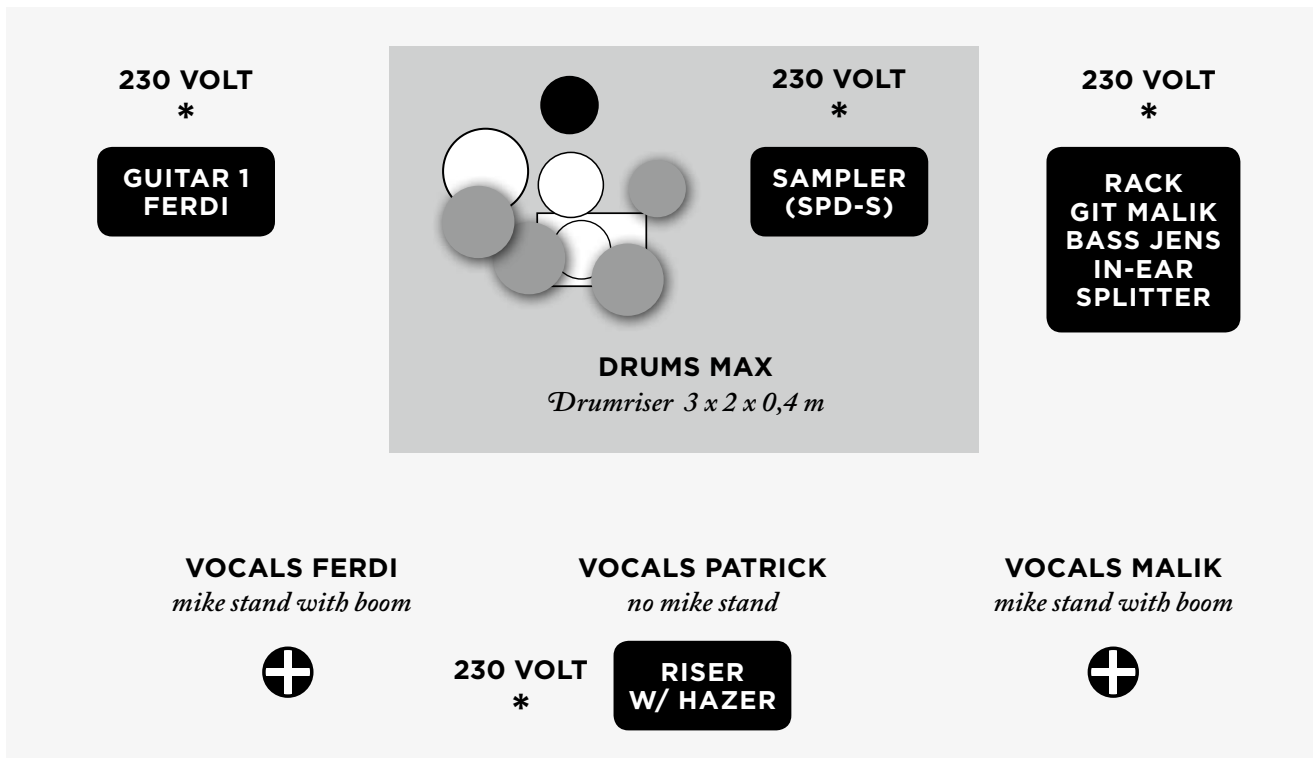 230 VOLT
*
GUITAR 1
FERDI
230 VOLT
*
SAMPLER
(SPD-S)
DRUMS MAX
Drumriser 3 x 2 x 0,4 m
230 VOLT
*
RACK
GIT MALIK
BASS JENS
IN-EAR
SPLITTER
VOCALS FERDI
mike stand with boom
VOCALS PATRICK
no mike stand
230 VOLT
*
RISER
W/ HAZER
VOCALS MALIK
mike stand with boom